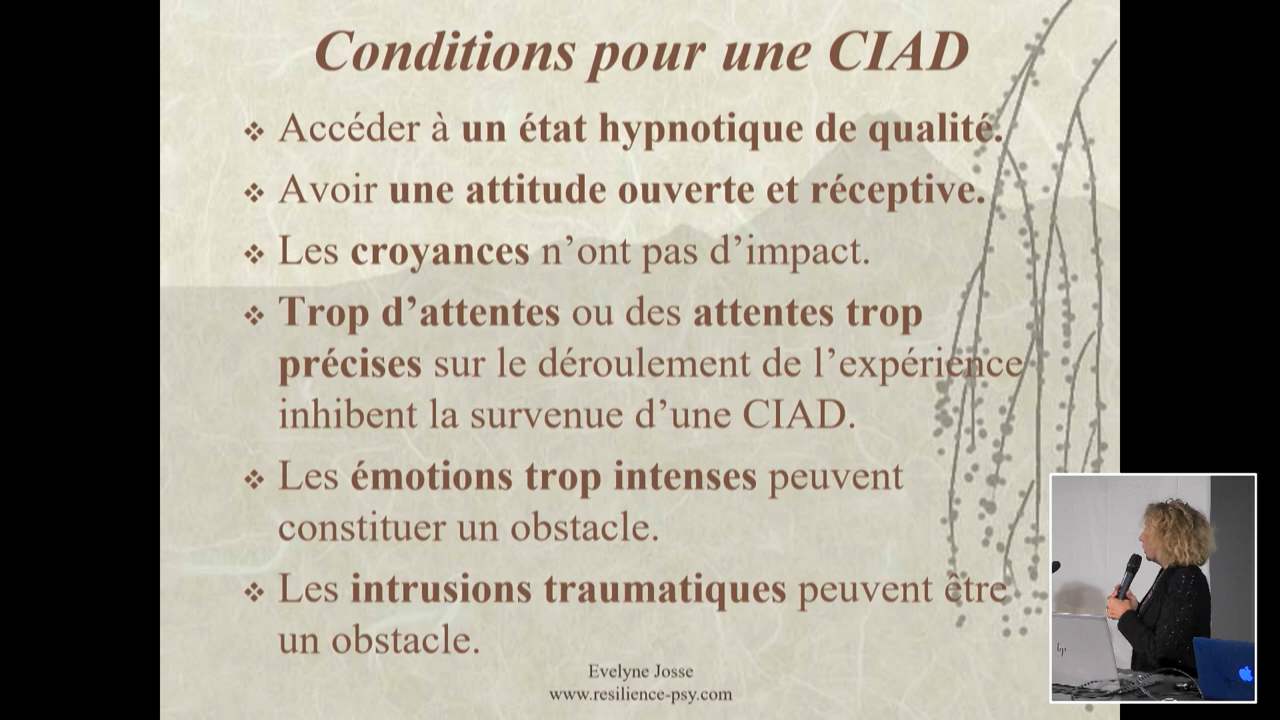 Conditions pour une CIAD
❖ Accéder à un état hypnotique de qualité.
❖ Avoir une attitude ouverte et réceptive.
❖ Les croyances n’ont pas d’impact.
❖ Trop d’attentes ou des attentes trop
précises sur le déroulement de l’expérience
inhibent la survenue d’une CIAD.
❖ Les émotions trop intenses peuvent
constituer un obstacle.
❖ Les intrusions traumatiques peuvent être
un obstacle.
Evelyne Josse
www.resilience-psy.com
hp